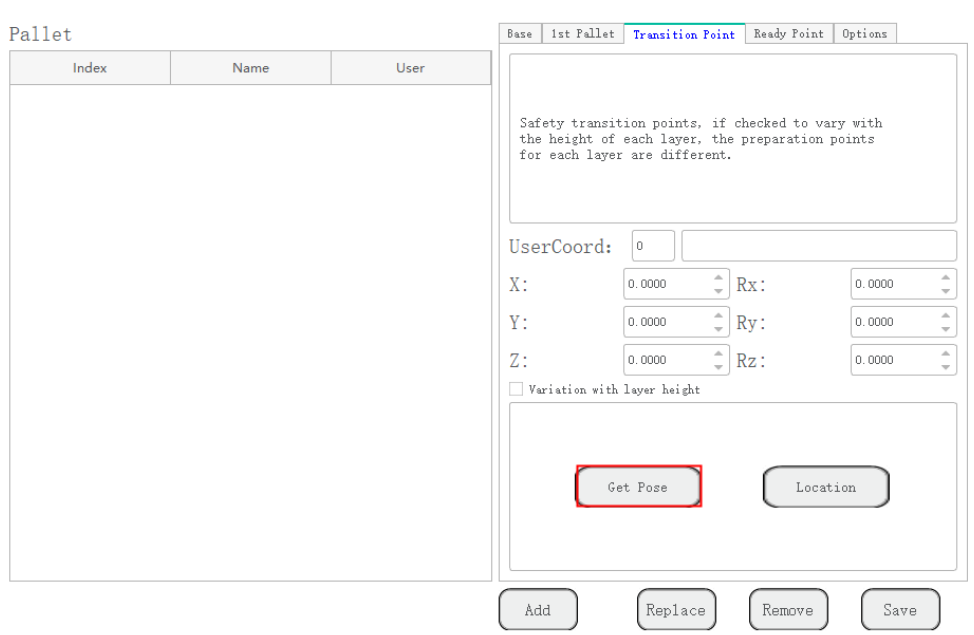 Pallet
Index Name User
Base 1st Pallet Transition Point Ready Point Options
Safety transition points, if checked to vary with
the height of each layer, the preparation points
for each layer are different.
UserCoord: 0
X: 0.0000 Rx: 0.0000
Y: 0.0000 Ry: 0.0000
Z: 0.0000 Rz: 0.0000
Variation with layer height
Get Pose Location
Add Replace Remove Save